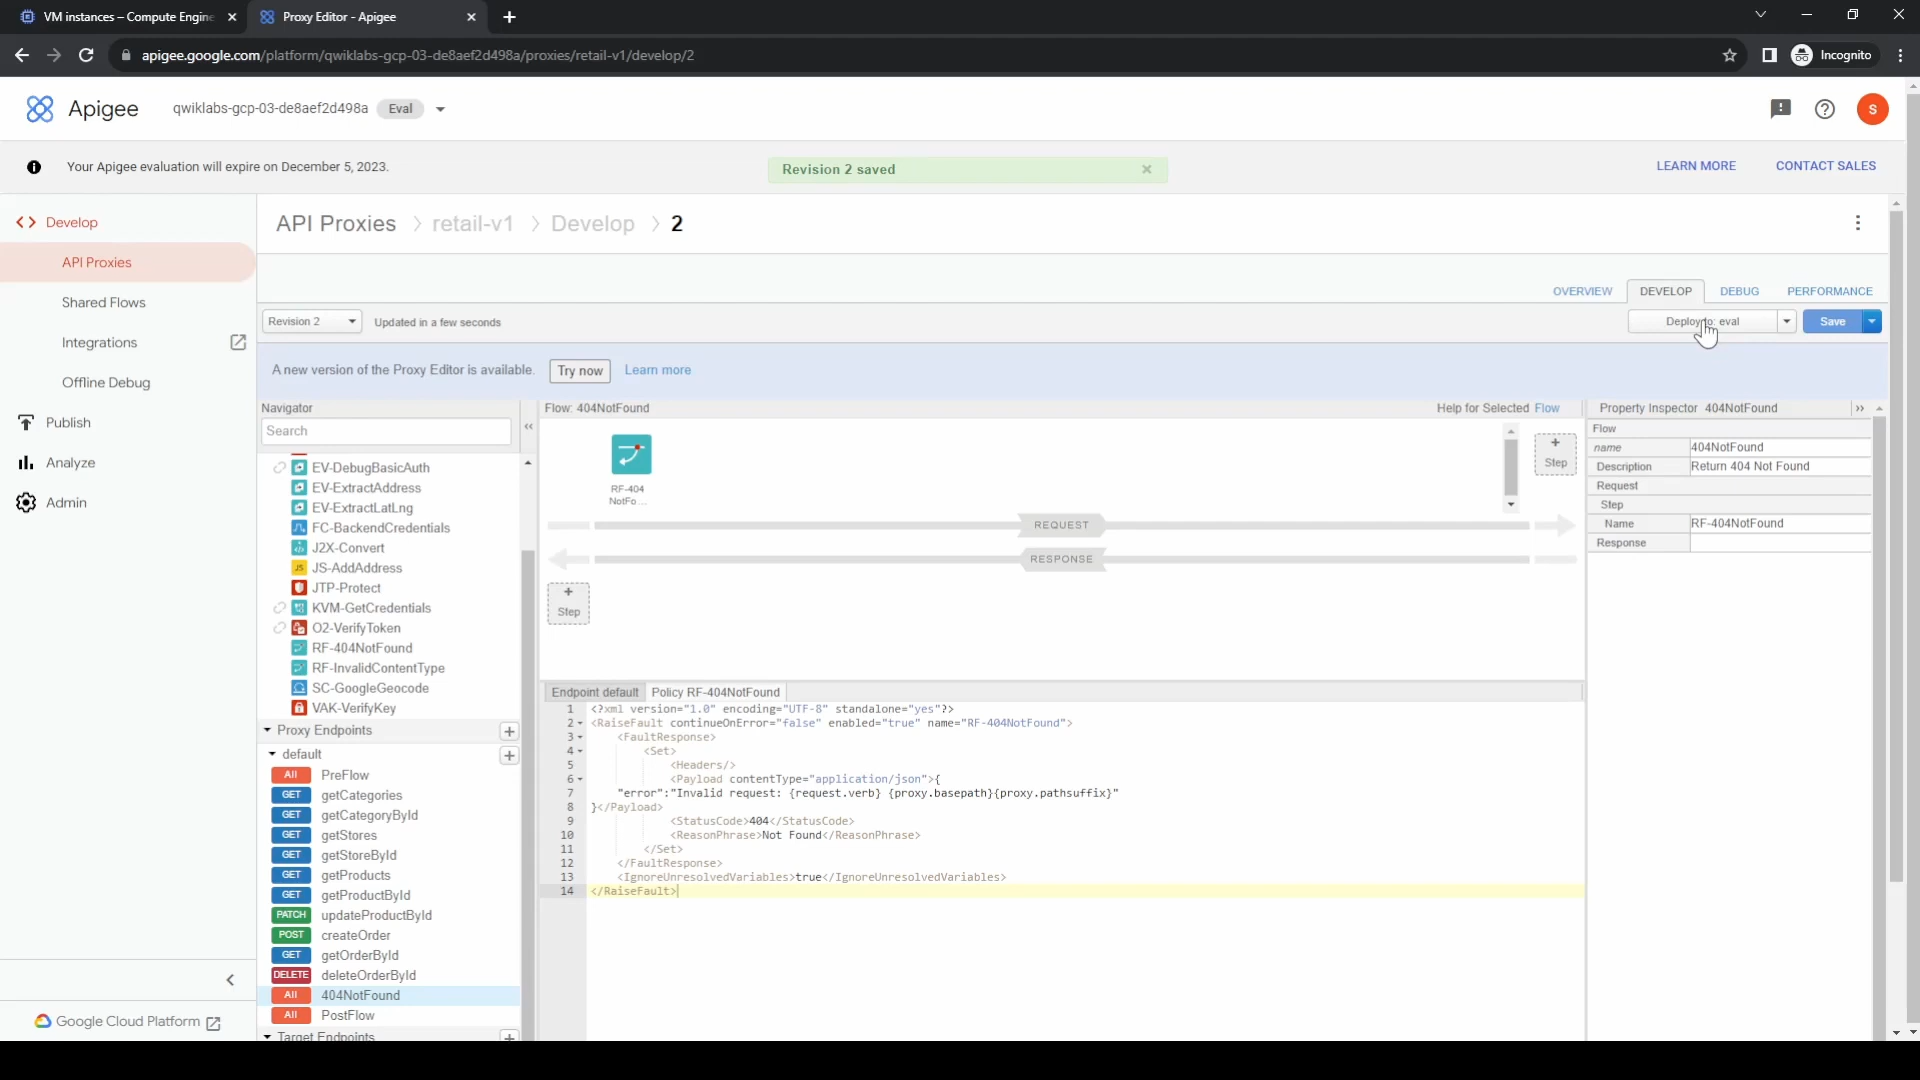 VM instances – Compute Engine
Proxy Editor - Apigee
apigee.google.com/platform/qwiklabs-gcp-03-de8aef2d498a/proxies/retail-v1/develop/2
Incognito
Apigee
qwiklabs-gcp-03-de8aef2d498a Eval
S
Your Apigee evaluation will expire on December 5, 2023.
Revision 2 saved
LEARN MORE
CONTACT SALES
Develop
API Proxies
Shared Flows
Integrations
Offline Debug
Publish
Analyze
Admin
Google Cloud Platform
API Proxies > retail-v1 > Develop > 2
OVERVIEW DEVELOP DEBUG PERFORMANCE
Revision 2 Updated in a few seconds
Deploy to: eval Save
A new version of the Proxy Editor is available. Try now Learn more
Navigator
Search
EV-DebugBasicAuth
EV-ExtractAddress
EV-ExtractLatLng
FC-BackendCredentials
J2X-Convert
JS JS-AddAddress
JTP-Protect
KVM-GetCredentials
O2-VerifyToken
RF-404NotFound
RF-InvalidContentType
SC-GoogleGeocode
VAK-VerifyKey
Proxy Endpoints +
default +
All PreFlow
GET getCategories
GET getCategoryById
GET getStores
GET getStoreById
GET getProducts
GET getProductById
PATCH updateProductById
POST createOrder
GET getOrderById
DELETE deleteOrderById
All 404NotFound
All PostFlow
Target Endpoints +
Flow: 404NotFound
Help for Selected Flow
RF-404
NotFo...
+
Step
REQUEST
RESPONSE
+
Step
Endpoint default Policy RF-404NotFound
1 <?xml version="1.0" encoding="UTF-8" standalone="yes"?>
2 <RaiseFault continueOnError="false" enabled="true" name="RF-404NotFound">
3 <FaultResponse>
4 <Set>
5 <Headers/>
6 <Payload contentType="application/json">{
7 "error":"Invalid request: {request.verb} {proxy.basepath}{proxy.pathsuffix}"
8 }</Payload>
9 <StatusCode>404</StatusCode>
10 <ReasonPhrase>Not Found</ReasonPhrase>
11 </Set>
12 </FaultResponse>
13 <IgnoreUnresolvedVariables>true</IgnoreUnresolvedVariables>
14 </RaiseFault>
Property Inspector 404NotFound
Flow
name 404NotFound
Description Return 404 Not Found
Request
Step
Name RF-404NotFound
Response